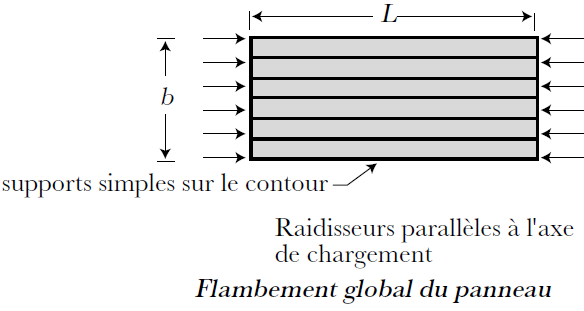 L
b
supports simples sur le contour
Raidisseurs parallèles à l'axe
de chargement
Flambement global du panneau